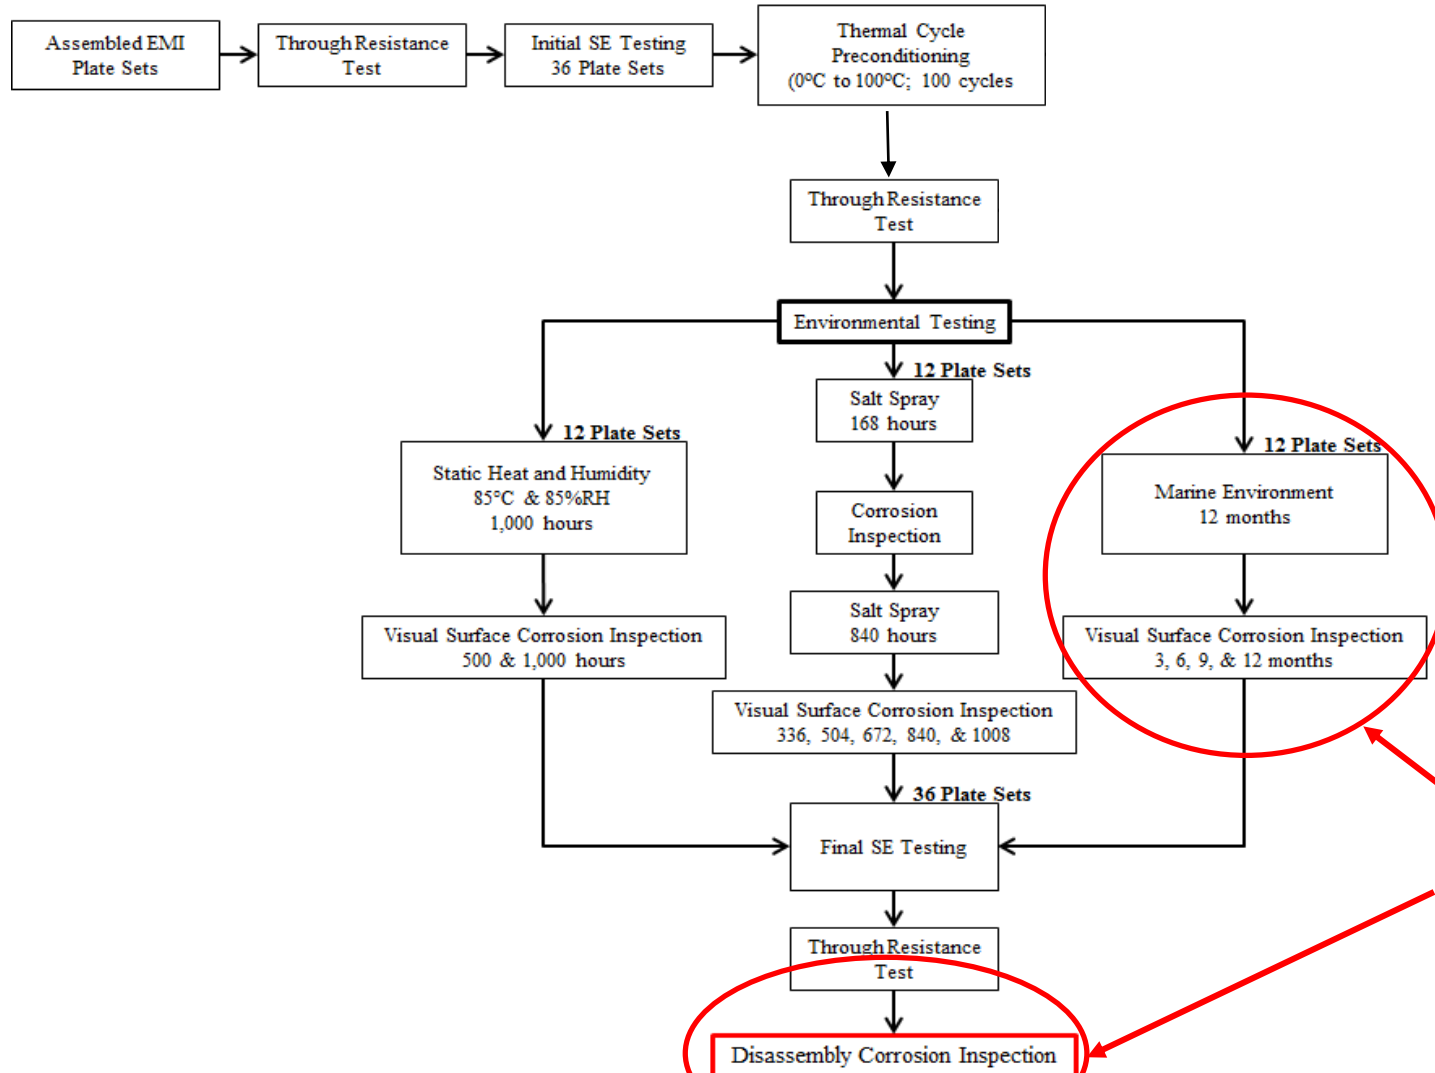 Assembled EMI
Plate Sets
Through Resistance
Test
Initial SE Testing
36 Plate Sets
Thermal Cycle
Preconditioning
(0°C to 100°C; 100 cycles
Through Resistance
Test
Environmental Testing
12 Plate Sets
Static Heat and Humidity
85°C & 85%RH
1,000 hours
Visual Surface Corrosion Inspection
500 & 1,000 hours
12 Plate Sets
Salt Spray
168 hours
Corrosion
Inspection
Salt Spray
840 hours
Visual Surface Corrosion Inspection
336, 504, 672, 840, & 1008
12 Plate Sets
Marine Environment
12 months
Visual Surface Corrosion Inspection
3, 6, 9, & 12 months
36 Plate Sets
Final SE Testing
Through Resistance
Test
Disassembly Corrosion Inspection